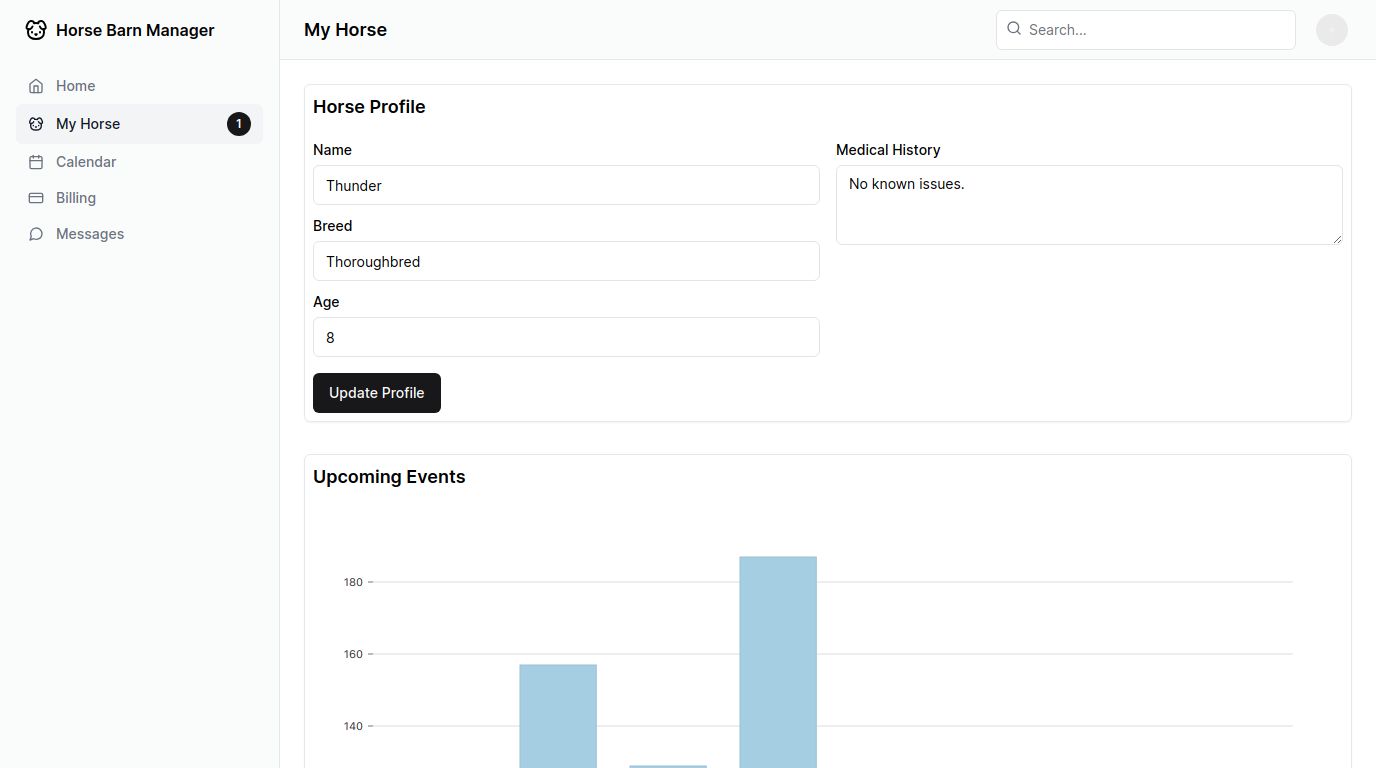 Horse Barn Manager
Home
My Horse
1
Calendar
Billing
Messages
My Horse
Search...
Horse Profile
Name
Thunder
Breed
Thoroughbred
Age
8
Update Profile
Medical History
No known issues.
Upcoming Events
180
160
140